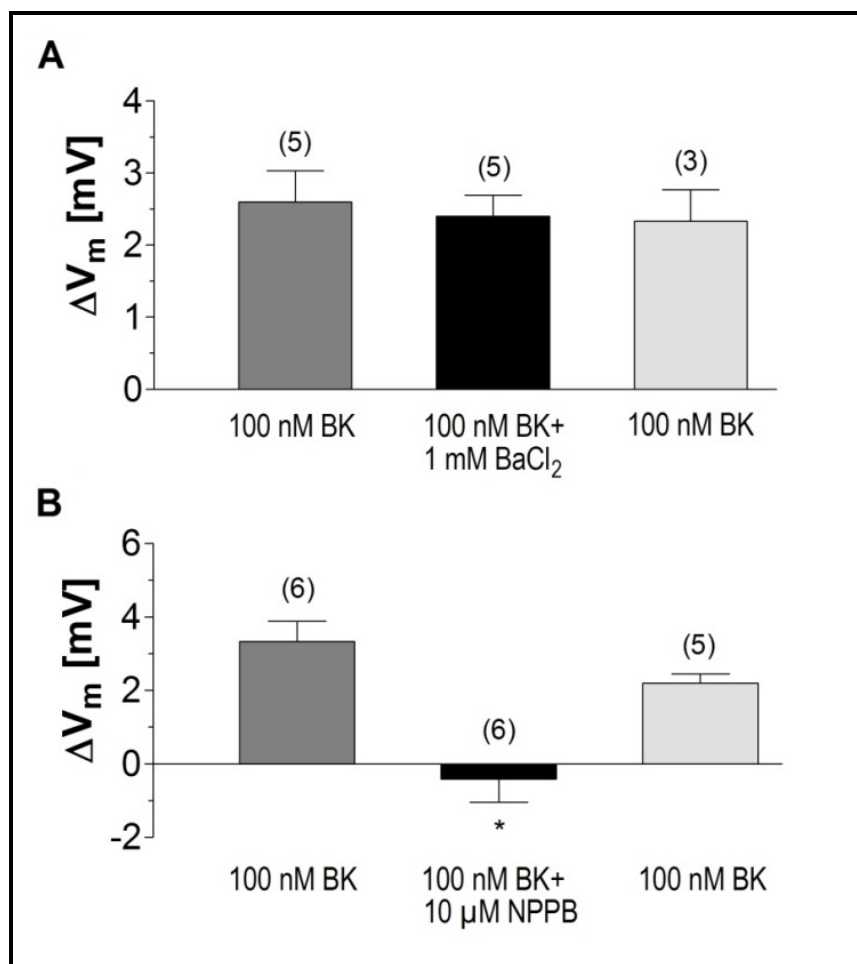 A
ΔVm [mV]
4
3
2
1
0
(5)
(5)
(3)
100 nM BK
100 nM BK+
1 mM BaCl2
100 nM BK
B
ΔVm [mV]
6
4
2
0
-2
(6)
(6)
(5)
*
100 nM BK
100 nM BK+
10 µM NPPB
100 nM BK